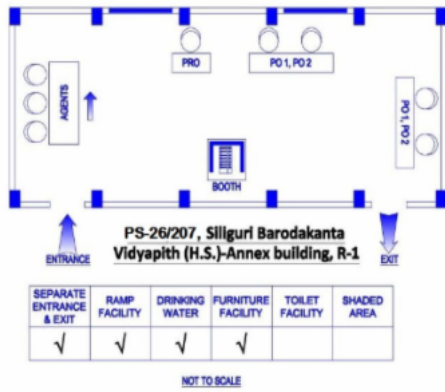 PRO
PO 1, PO 2
AGENTS
PO 1, PO 2
BOOTH
ENTRANCE
PS-26/207, Siliguri Barodakanta
Vidyapith (H.S.)-Annex building, R-1
EXIT
SEPARATE ENTRANCE & EXIT
RAMP FACILITY
DRINKING WATER
FURNITURE FACILITY
TOILET FACILITY
SHADED AREA
√ √ √ √
NOT TO SCALE